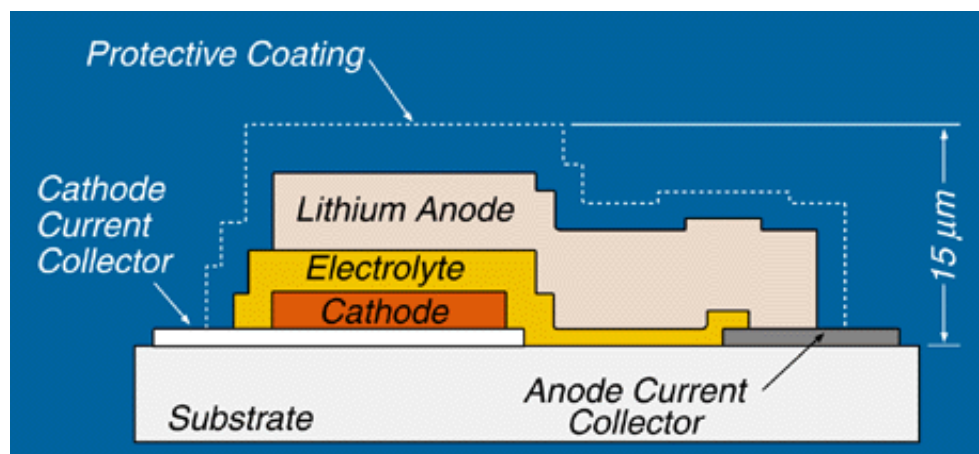 Protective Coating
Cathode
Current
Collector
Lithium Anode
Electrolyte
Cathode
15 µm
Substrate
Anode Current
Collector